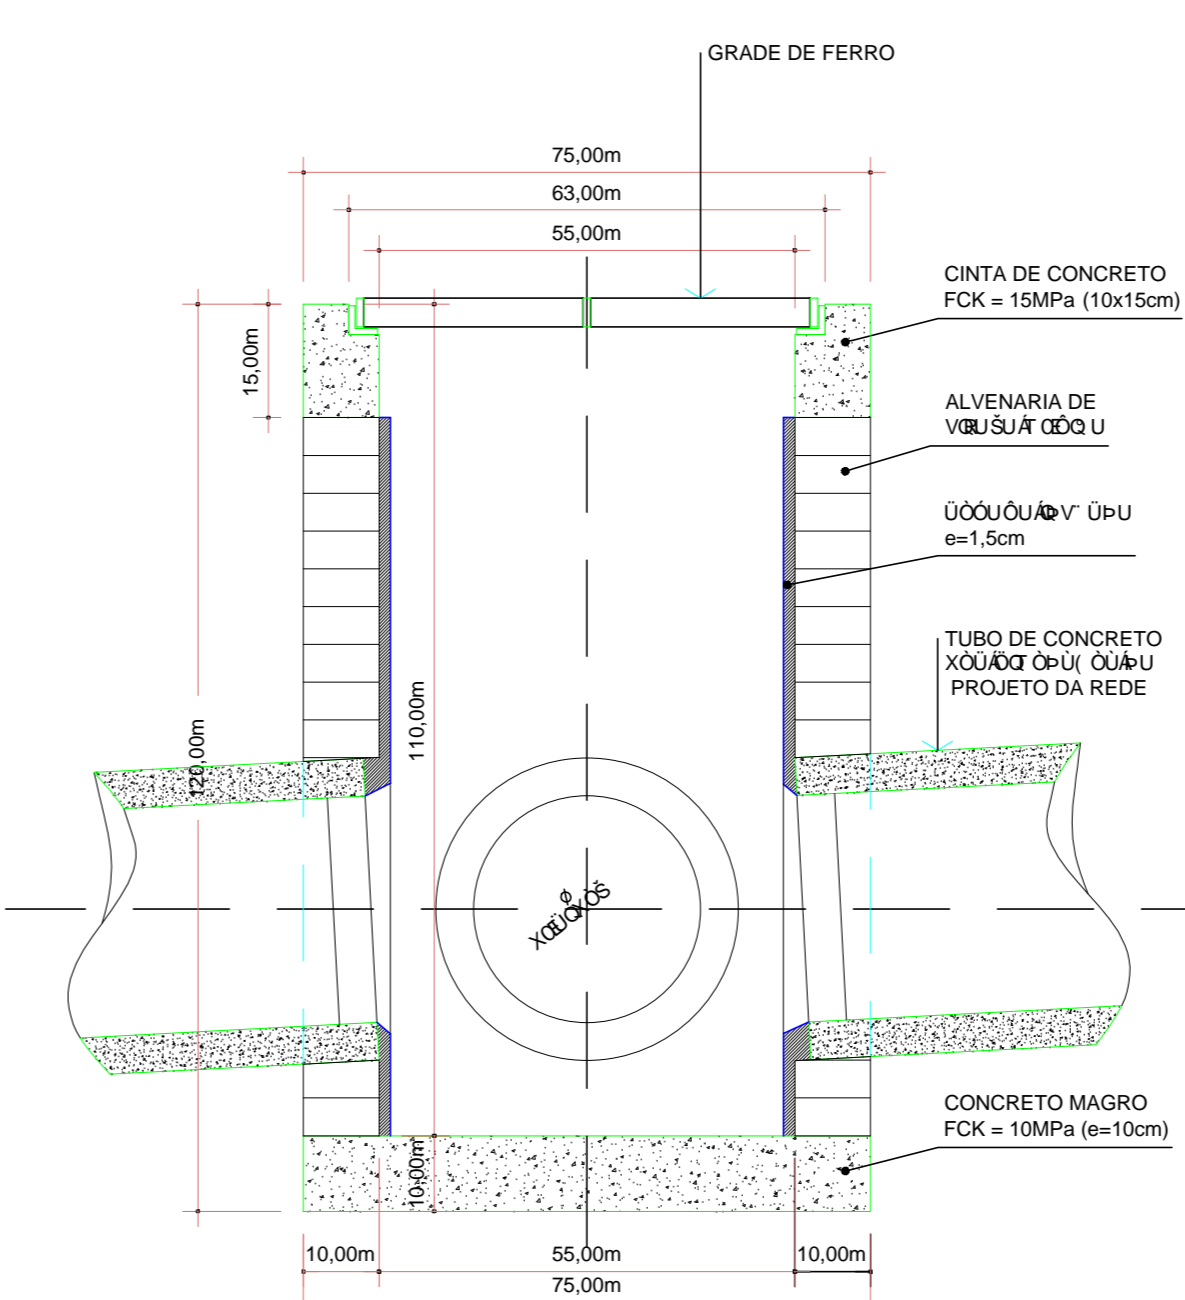 GRADE DE FERRO
75,00m
63,00m
55,00m
CINTA DE CONCRETO
FCK = 15MPa (10x15cm)
15,00m
ALVENARIA DE
e=1,5cm
TUBO DE CONCRETO
PROJETO DA REDE
110,00m
120,00m
Ø
CONCRETO MAGRO
FCK = 10MPa (e=10cm)
10,00m
10,00m
55,00m
10,00m
75,00m